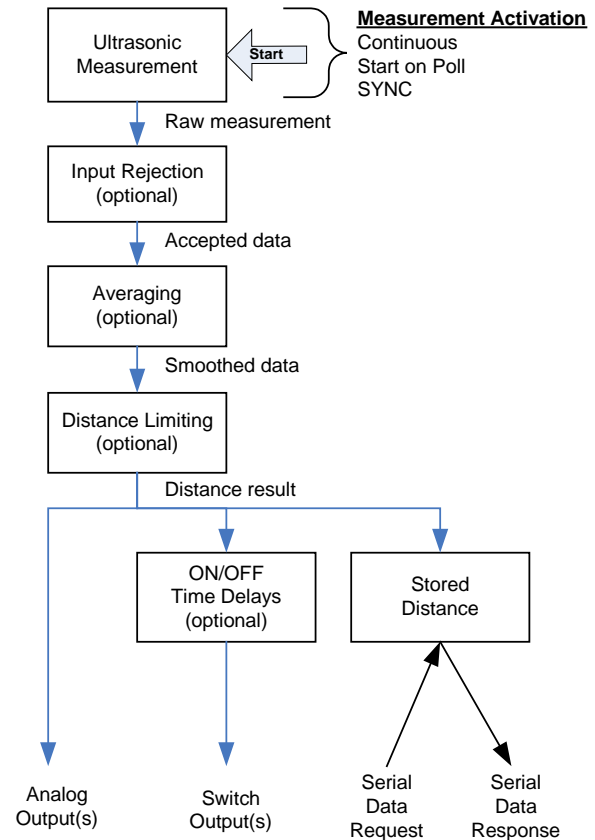 Ultrasonic
Measurement
Start
Measurement Activation
Continuous
Start on Poll
SYNC
Raw measurement
Input Rejection
(optional)
Accepted data
Averaging
(optional)
Smoothed data
Distance Limiting
(optional)
Distance result
ON/OFF
Time Delays
(optional)
Stored
Distance
Analog
Output(s)
Switch
Output(s)
Serial
Data
Request
Serial
Data
Response